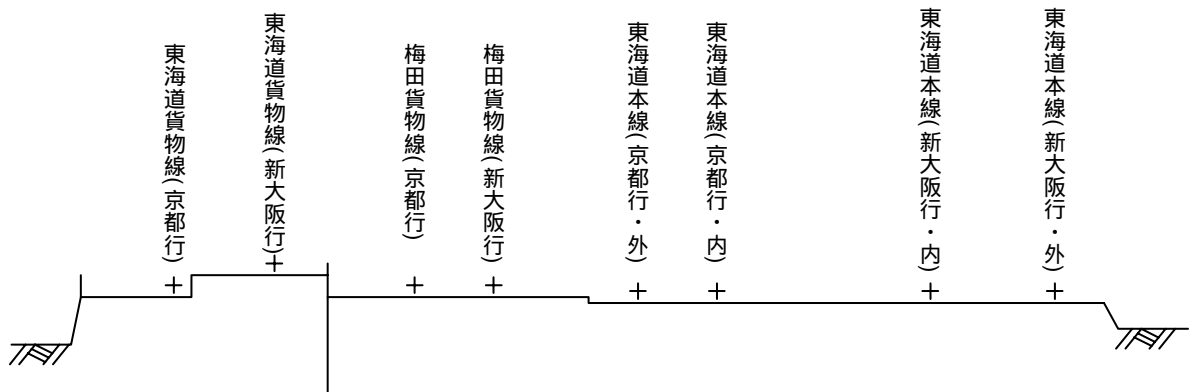 東海道貨物線(京都行)
東海道貨物線(新大阪行)
梅田貨物線(京都行)
梅田貨物線(新大阪行)
東海道本線(京都行・外)
東海道本線(京都行・内)
東海道本線(新大阪行・内)
東海道本線(新大阪行・外)